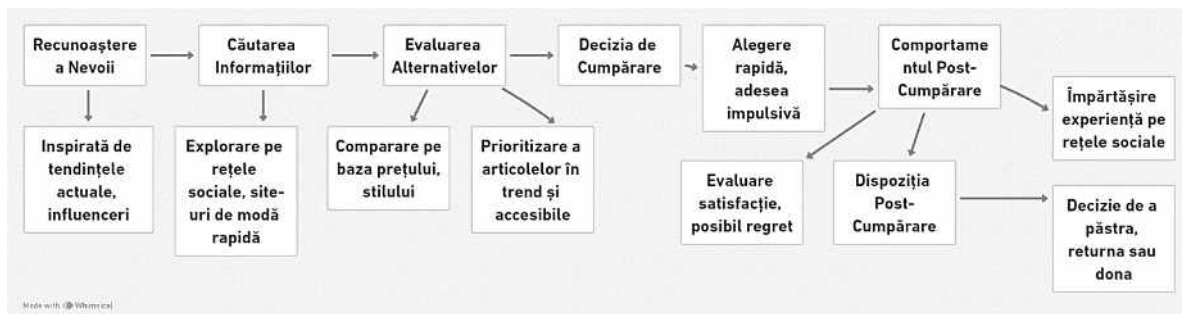 Recunoaștere
a Nevoii
Căutarea
Informațiilor
Evaluarea
Alternativelor
Decizia de
Cumpărare
Alegere
rapidă,
adesea
impulsivă
Comportame
ntul Post-
Cumpărare
Împărtășire
experiență pe
rețele sociale
Inspirată de
tendințele
actuale,
influenceri
Explorare pe
rețele
sociale, site-
uri de modă
rapidă
Comparare pe
baza prețului,
stilului
Prioritizare a
articolelor în
trend și
accesibile
Evaluare
satisfacție,
posibil regret
Dispoziția
Post-
Cumpărare
Decizie de a
păstra,
returna sau
dona
Made with Whimsical